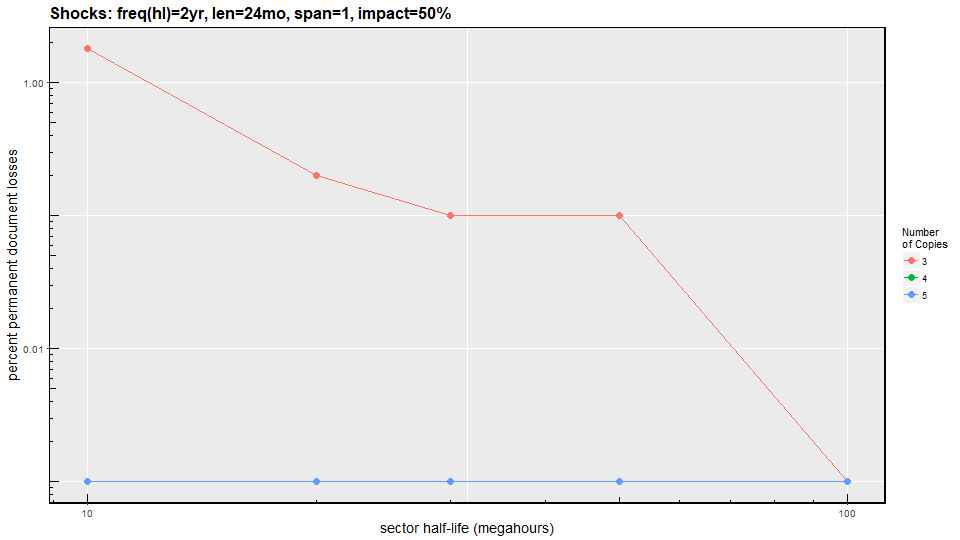 Shocks: freq(hl)=2yr, len=24mo, span=1, impact=50%
percent permanent document losses
1.00
0.01
10
100
sector half-life (megahours)
Number
of Copies
3
4
5